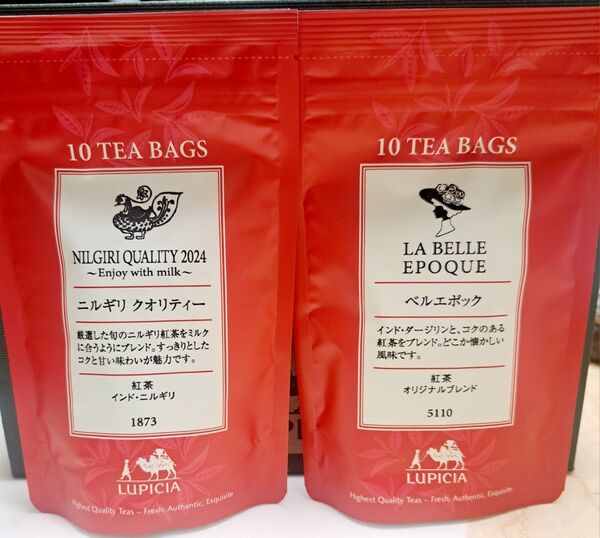 10 TEA BAGS
NILGIRI QUALITY 2024
~Enjoy with milk~
ニルギリ クオリティー
厳選した旬のニルギリ紅茶をミルク
に合うようにブレンド。すっきりとした
コクと甘い味わいが魅力です。
紅茶
インド・ニルギリ
1873
LUPICIA
Highest Quality Teas – Fresh, Authentic, Exquisite
10 TEA BAGS
LA BELLE
EPOQUE
ベルエポック
インド・ダージリンと、コクのある
紅茶をブレンド。どこか懐かしい
風味です。
紅茶
オリジナルブレンド
5110
LUPICIA
Highest Quality Teas – Fresh, Authentic, Exquisite